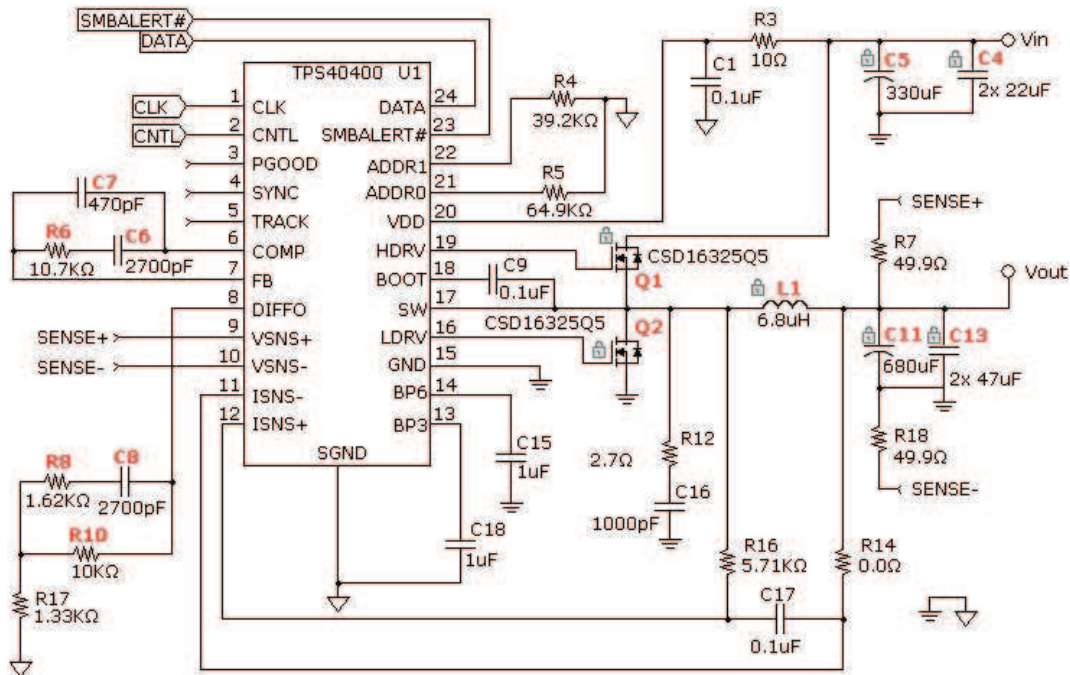 SMBALERT#
DATA
CLK
CNTL
TPS40400 U1
1 CLK
2 CNTL
3 PGOOD
4 SYNC
5 TRACK
6 COMP
7 FB
8 DIFFO
9 VSNS+
10 VSNS-
11 ISNS-
12 ISNS+
DATA 24
SMBALERT# 23
ADDR1 22
ADDR0 21
VDD 20
HDRV 19
BOOT 18
SW 17
LDRV 16
GND 15
BP6 14
BP3 13
SGND
C7
470pF
R6
10.7KΩ
C6
2700pF
SENSE+
SENSE-
R8
1.62KΩ
C8
2700pF
R10
10KΩ
R17
1.33KΩ
R4
39.2KΩ
R5
64.9KΩ
C1
0.1uF
R3
10Ω
Vin
C5
330uF
C4
2x 22uF
CSD16325Q5
Q1
C9
0.1uF
CSD16325Q5
Q2
L1
6.8uH
SENSE+
R7
49.9Ω
Vout
C11
680uF
C13
2x 47uF
R18
49.9Ω
SENSE-
R12
2.7Ω
C16
1000pF
C15
1uF
C18
1uF
R16
5.71KΩ
R14
0.0Ω
C17
0.1uF